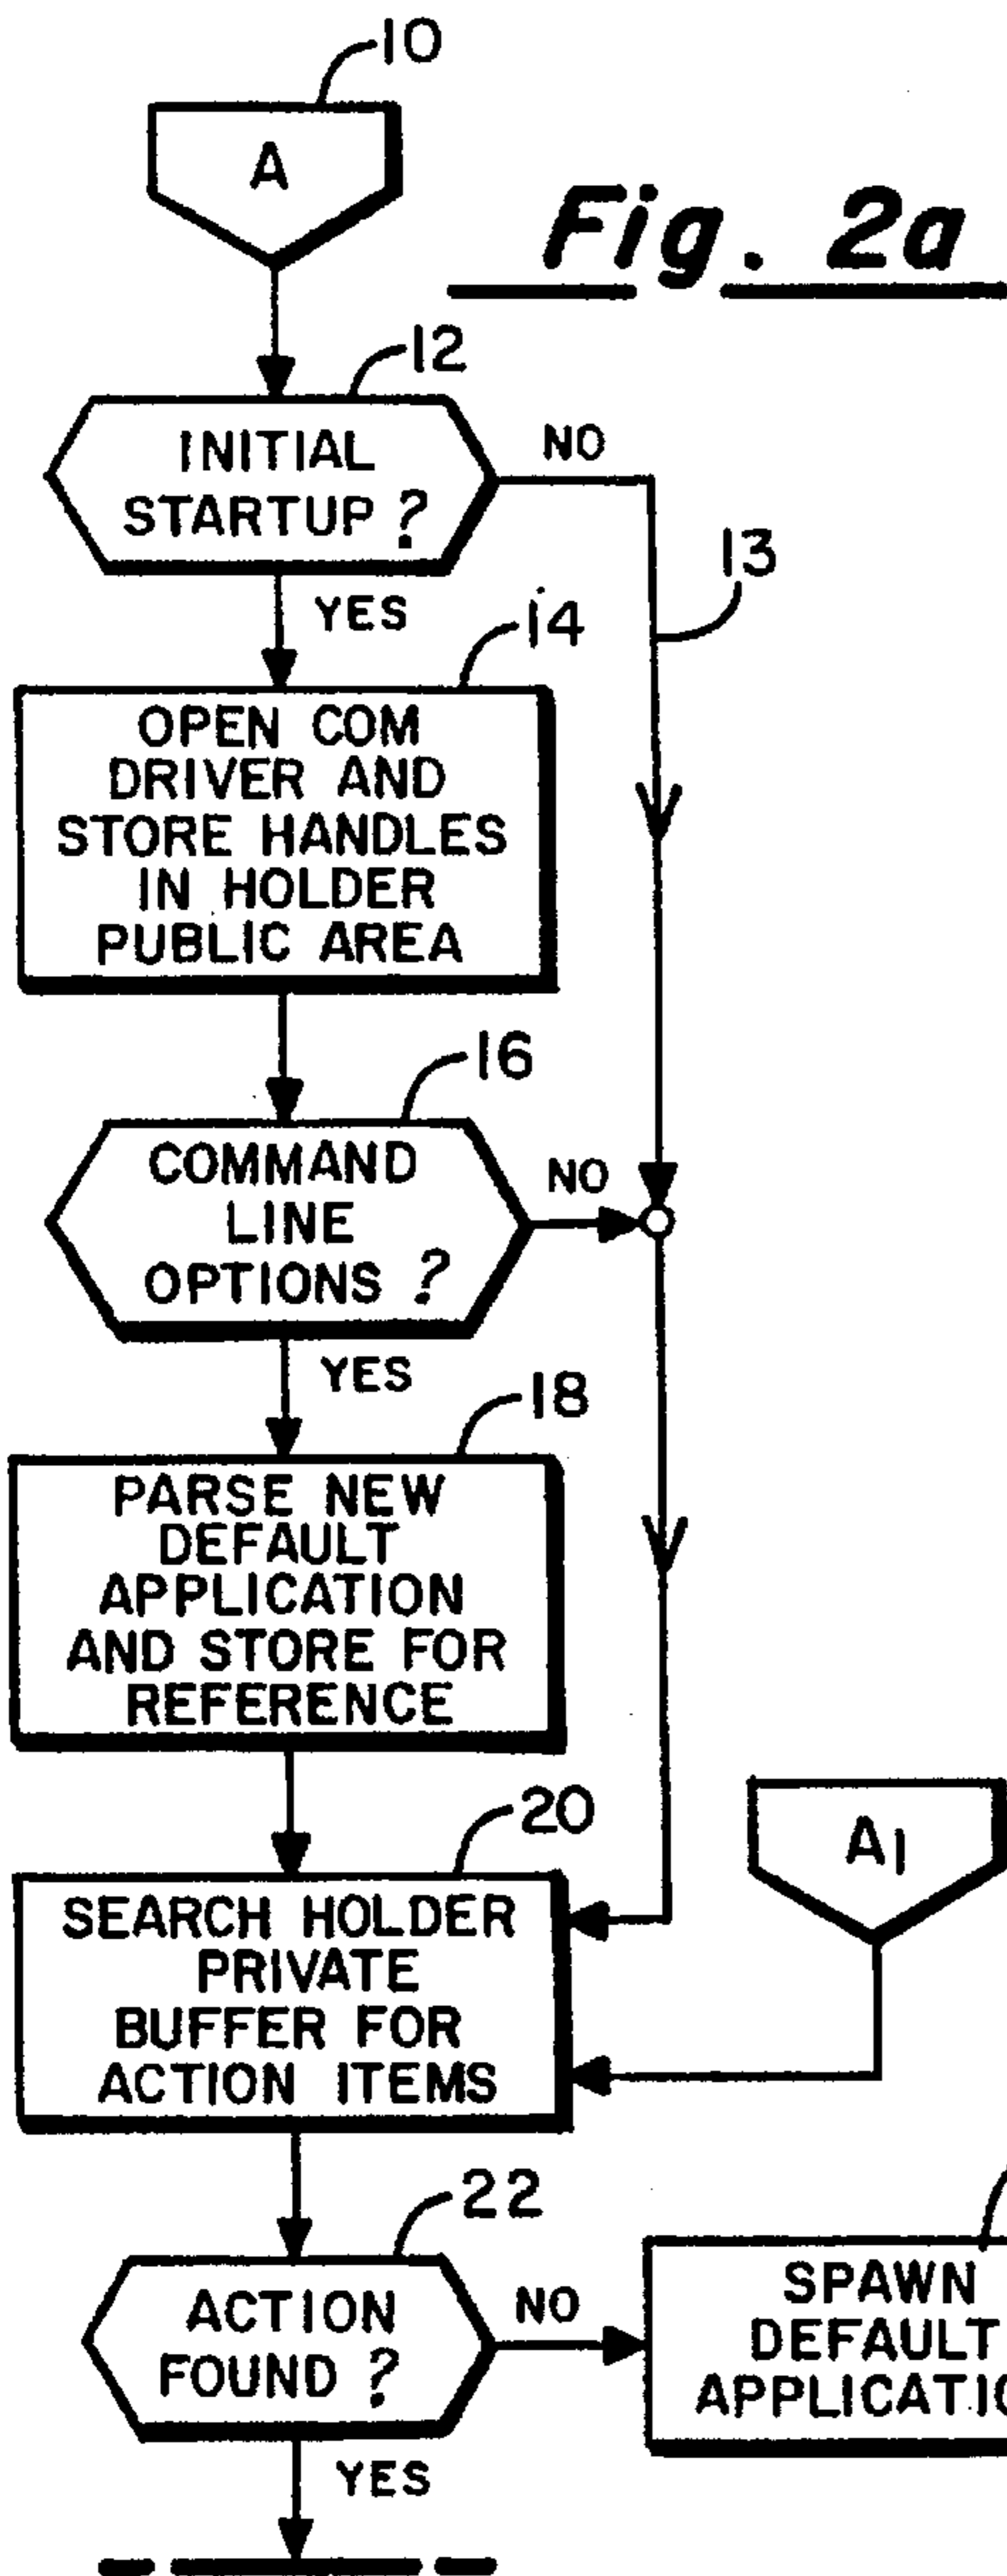 10
A
Fig. 2a
12
INITIAL
STARTUP ?
NO
13
YES
14
OPEN COM
DRIVER AND
STORE HANDLES
IN HOLDER
PUBLIC AREA
16
COMMAND
LINE
OPTIONS ?
NO
YES
18
PARSE NEW
DEFAULT
APPLICATION
AND STORE FOR
REFERENCE
20
A1
SEARCH HOLDER
PRIVATE
BUFFER FOR
ACTION ITEMS
22
ACTION
FOUND ?
NO
SPAWN
DEFAULT
YES